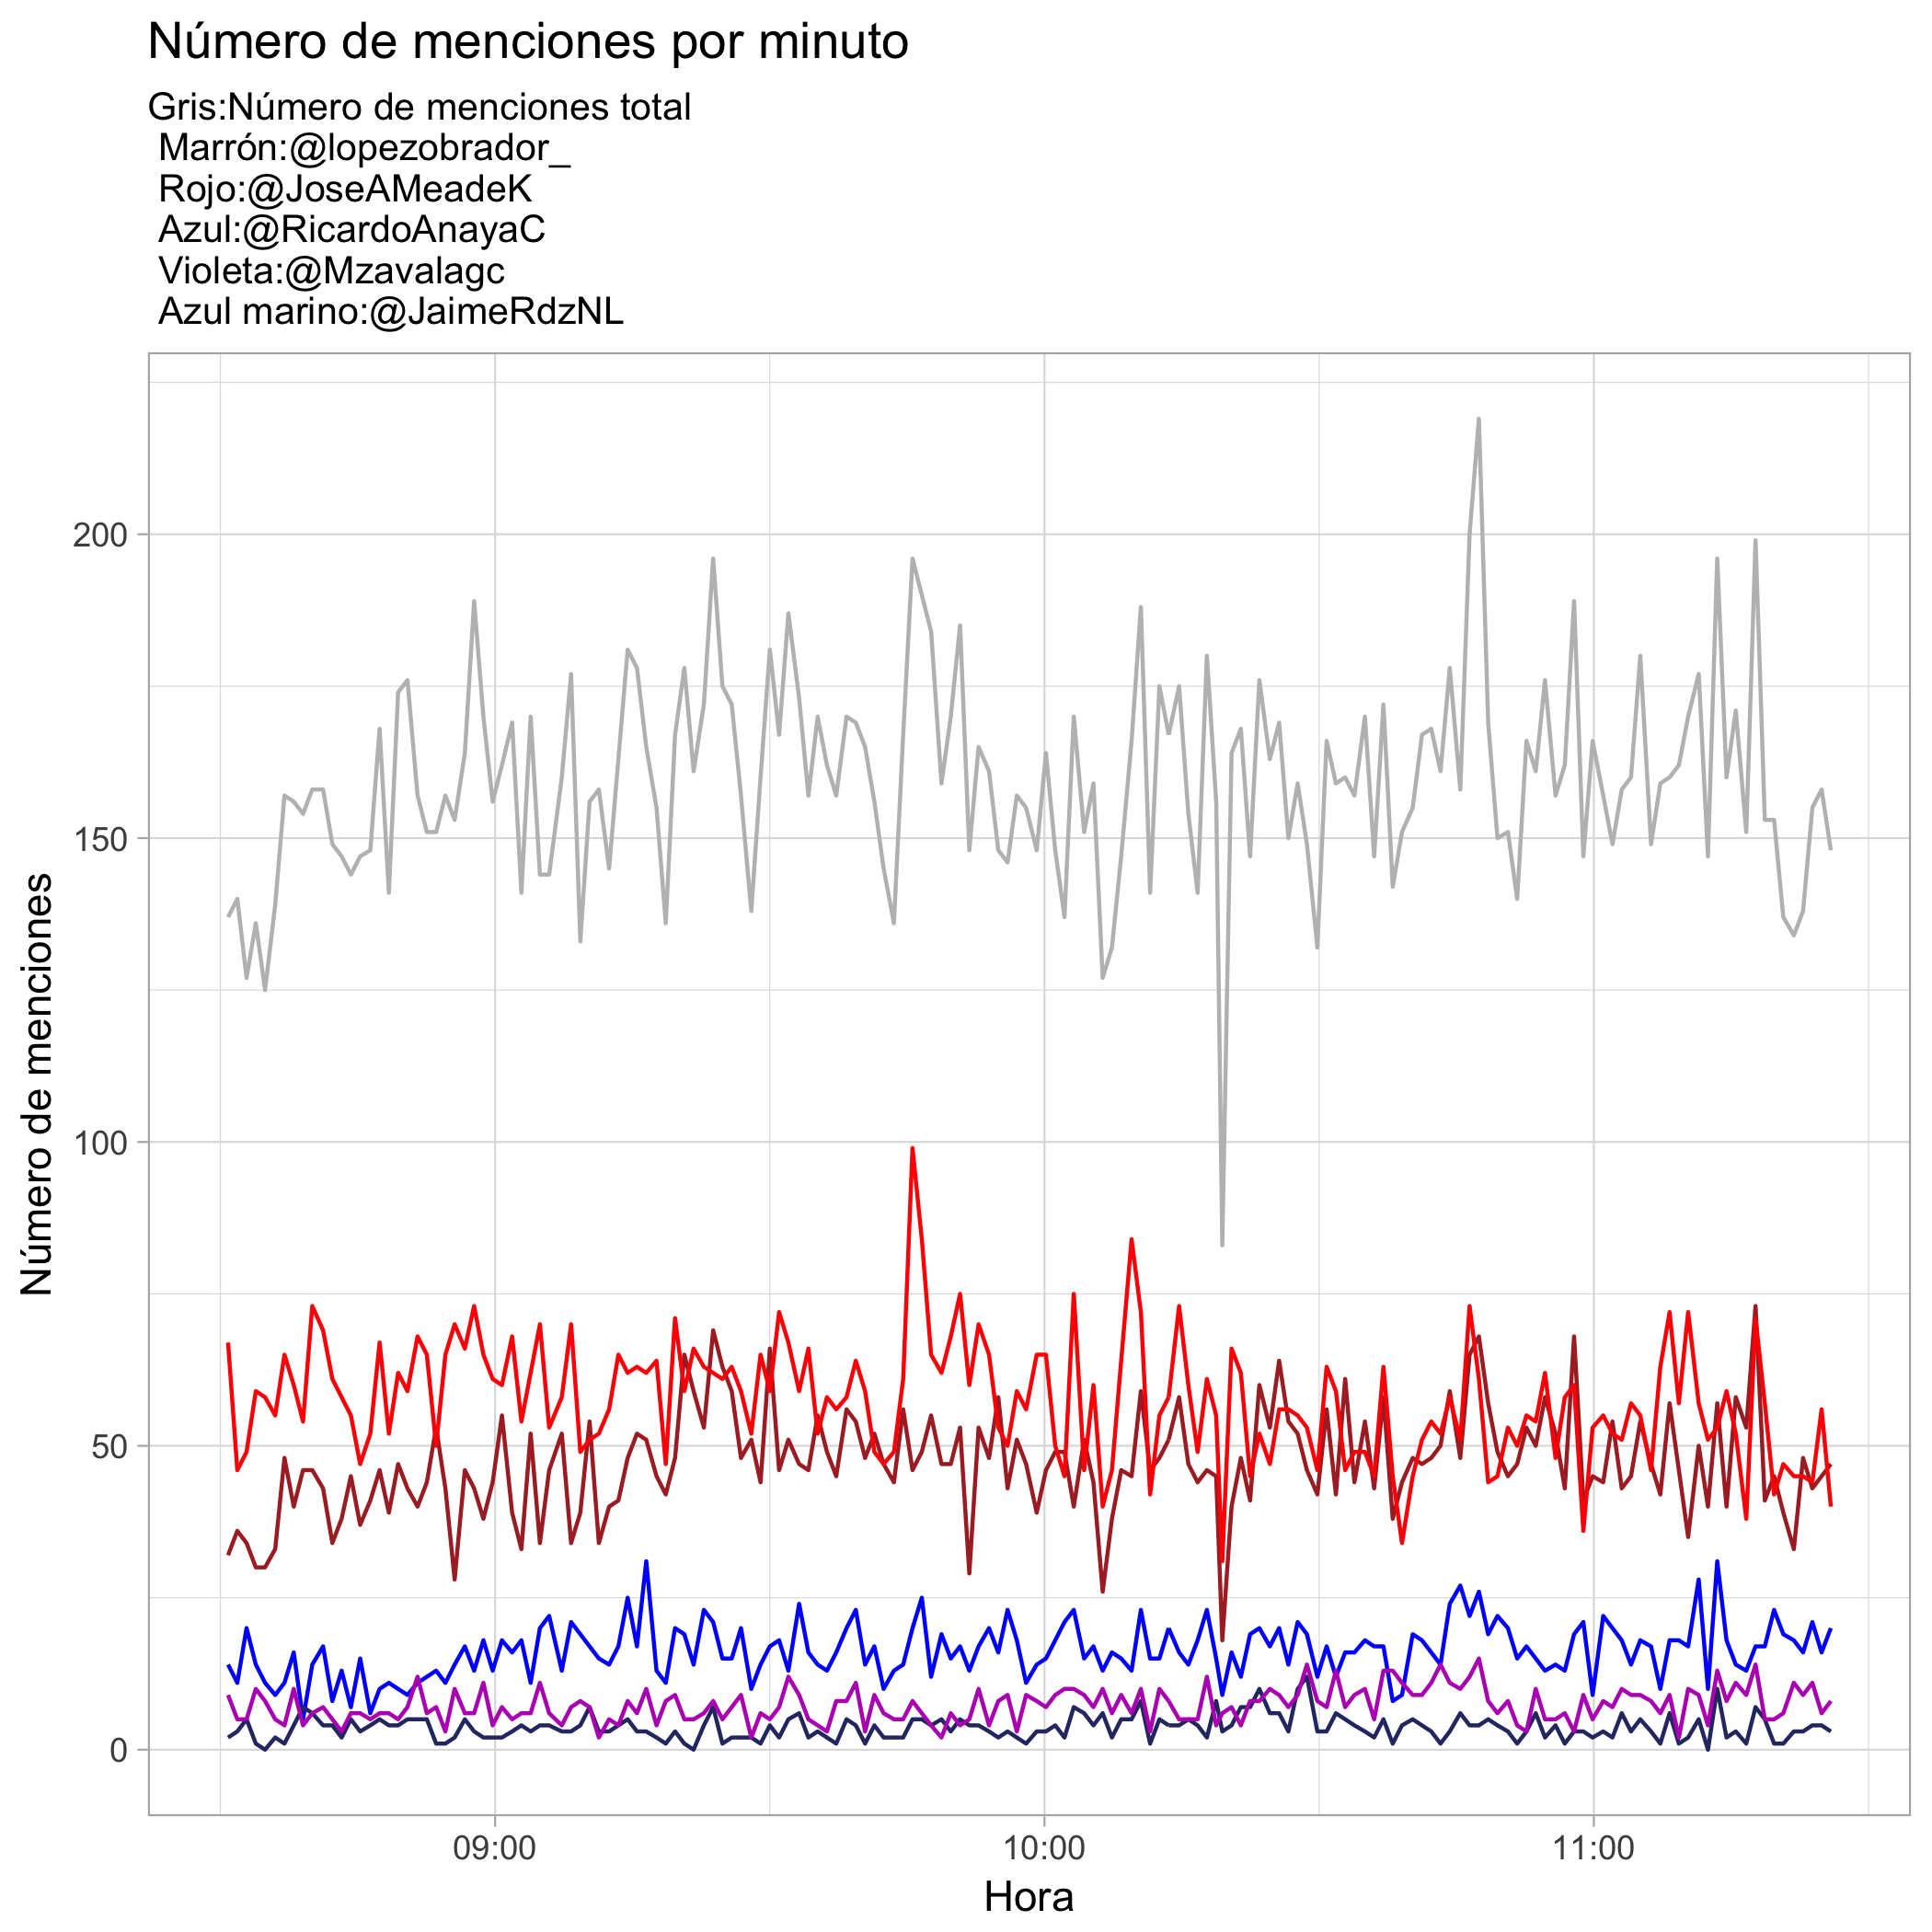 Número de menciones por minuto
Gris:Número de menciones total
Marrón:@lopezobrador_
Rojo:@JoseAMeadeK
Azul:@RicardoAnayaC
Violeta:@Mzavalagc
Azul marino:@JaimeRdzNL
Número de menciones
200
150
100
50
0
09:00 10:00 11:00
Hora